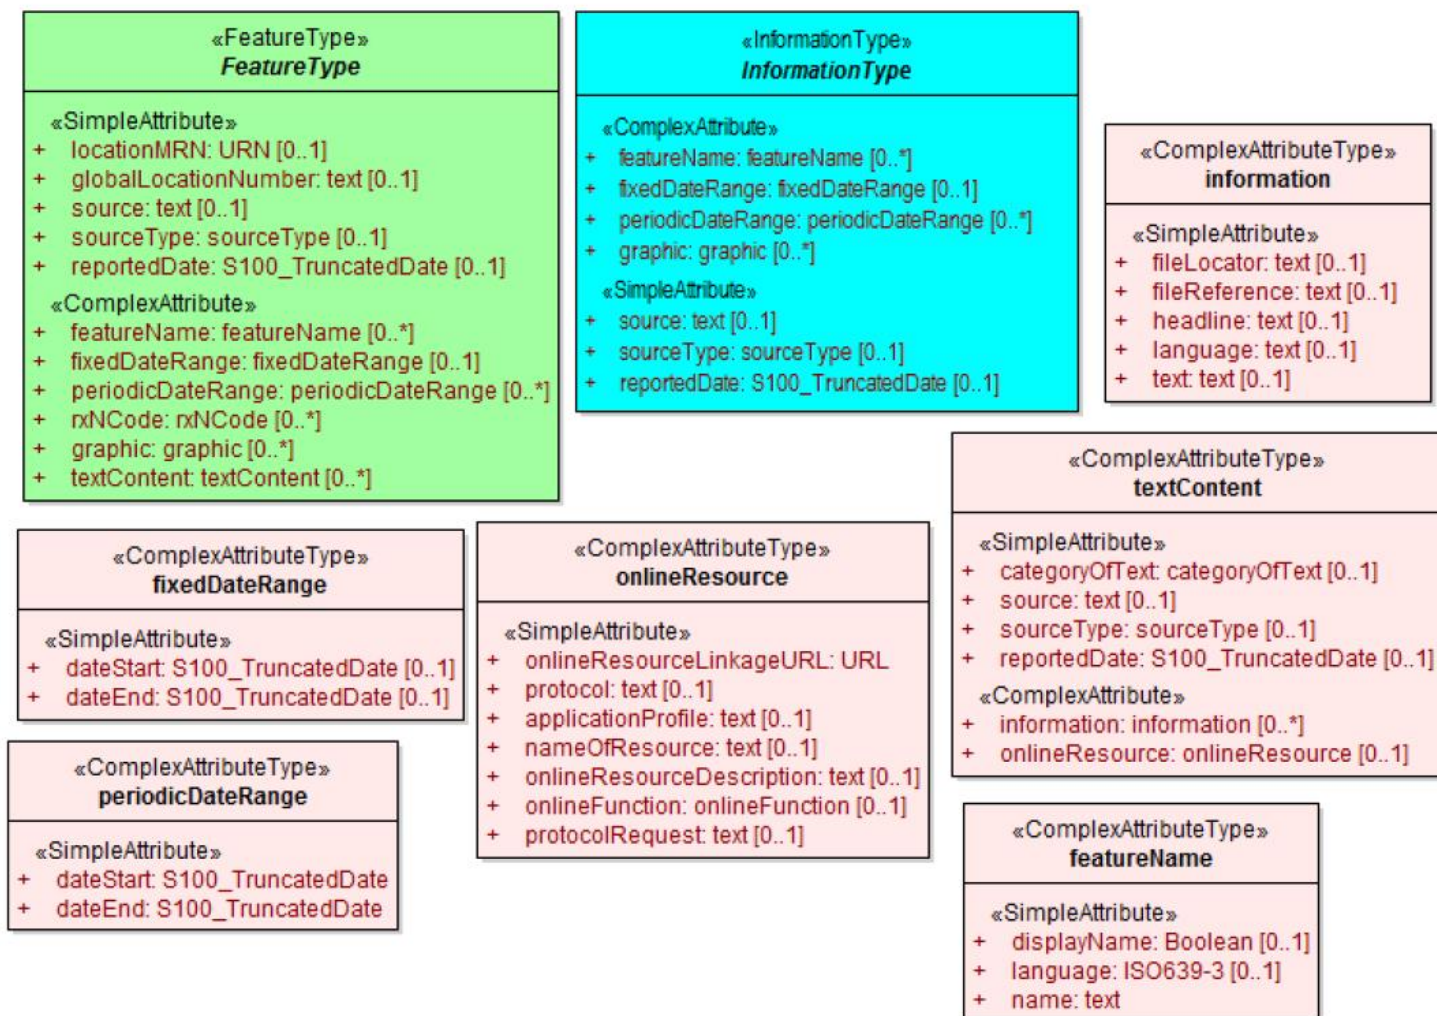 «FeatureType»
FeatureType
«SimpleAttribute»
+ locationMRN: URN [0..1]
+ globalLocationNumber: text [0..1]
+ source: text [0..1]
+ sourceType: sourceType [0..1]
+ reportedDate: S100_TruncatedDate [0..1]
«ComplexAttribute»
+ featureName: featureName [0..*]
+ fixedDateRange: fixedDateRange [0..1]
+ periodicDateRange: periodicDateRange [0..*]
+ rxNCode: rxNCode [0..*]
+ graphic: graphic [0..*]
+ textContent: textContent [0..*]
«InformationType»
InformationType
«ComplexAttribute»
+ featureName: featureName [0..*]
+ fixedDateRange: fixedDateRange [0..1]
+ periodicDateRange: periodicDateRange [0..*]
+ graphic: graphic [0..*]
«SimpleAttribute»
+ source: text [0..1]
+ sourceType: sourceType [0..1]
+ reportedDate: S100_TruncatedDate [0..1]
«ComplexAttributeType»
information
«SimpleAttribute»
+ fileLocator: text [0..1]
+ fileReference: text [0..1]
+ headline: text [0..1]
+ language: text [0..1]
+ text: text [0..1]
«ComplexAttributeType»
textContent
«SimpleAttribute»
+ categoryOfText: categoryOfText [0..1]
+ source: text [0..1]
+ sourceType: sourceType [0..1]
+ reportedDate: S100_TruncatedDate [0..1]
«ComplexAttribute»
+ information: information [0..*]
+ onlineResource: onlineResource [0..1]
«ComplexAttributeType»
fixedDateRange
«SimpleAttribute»
+ dateStart: S100_TruncatedDate [0..1]
+ dateEnd: S100_TruncatedDate [0..1]
«ComplexAttributeType»
onlineResource
«SimpleAttribute»
+ onlineResourceLinkageURL: URL
+ protocol: text [0..1]
+ applicationProfile: text [0..1]
+ nameOfResource: text [0..1]
+ onlineResourceDescription: text [0..1]
+ onlineFunction: onlineFunction [0..1]
+ protocolRequest: text [0..1]
«ComplexAttributeType»
periodicDateRange
«SimpleAttribute»
+ dateStart: S100_TruncatedDate
+ dateEnd: S100_TruncatedDate
«ComplexAttributeType»
featureName
«SimpleAttribute»
+ displayName: Boolean [0..1]
+ language: ISO639-3 [0..1]
+ name: text